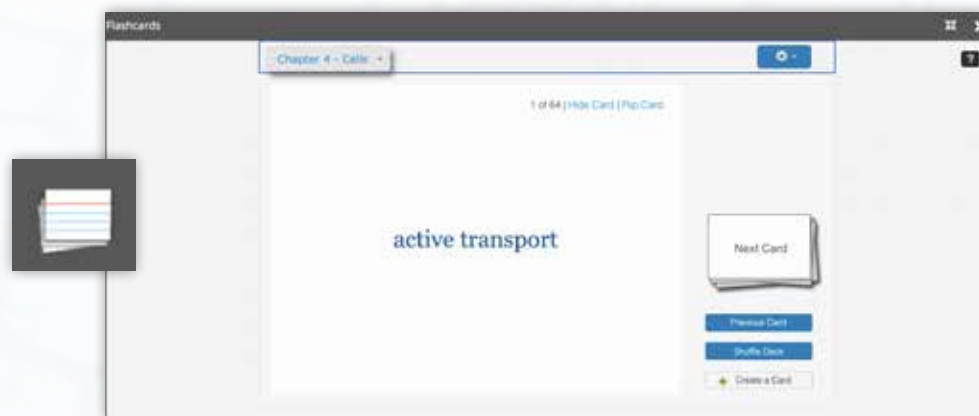 Flashcards
?
Chapter 4 - Cells
1 of 64 | Hide Card | Flip Card
active transport
Next Card
Previous Card
Shuffle Deck
+ Create a Card